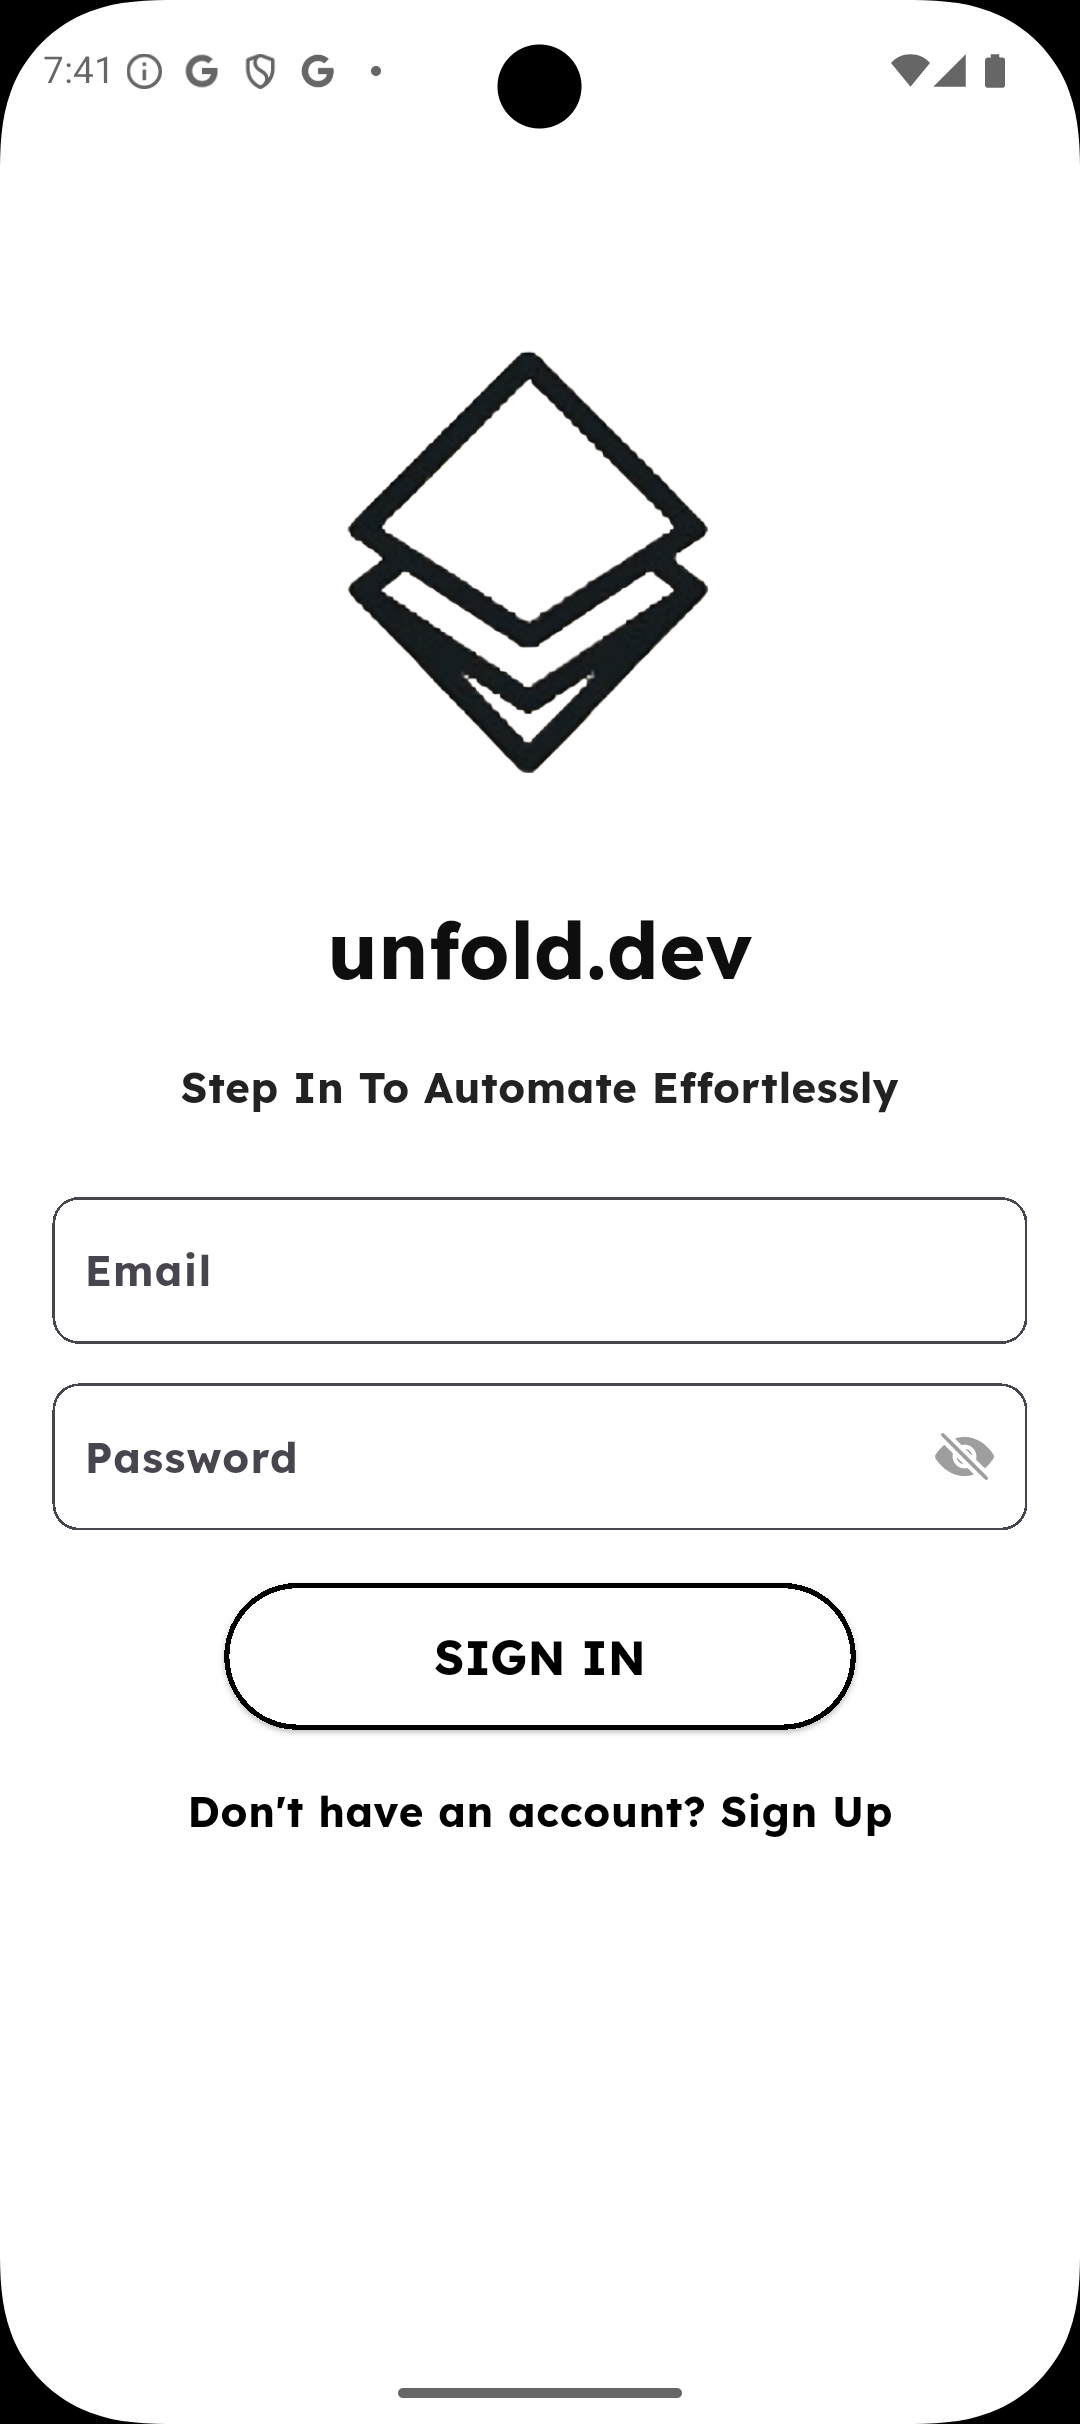 7:41
unfold.dev
Step In To Automate Effortlessly
Email
Password
SIGN IN
Don't have an account? Sign Up